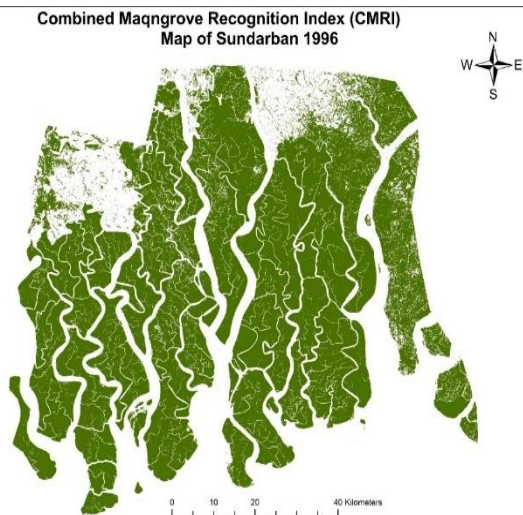 Combined Maqngrove Recognition Index (CMRI)
Map of Sundarban 1996
N
W E
S
0 10 20 40 Kilometers